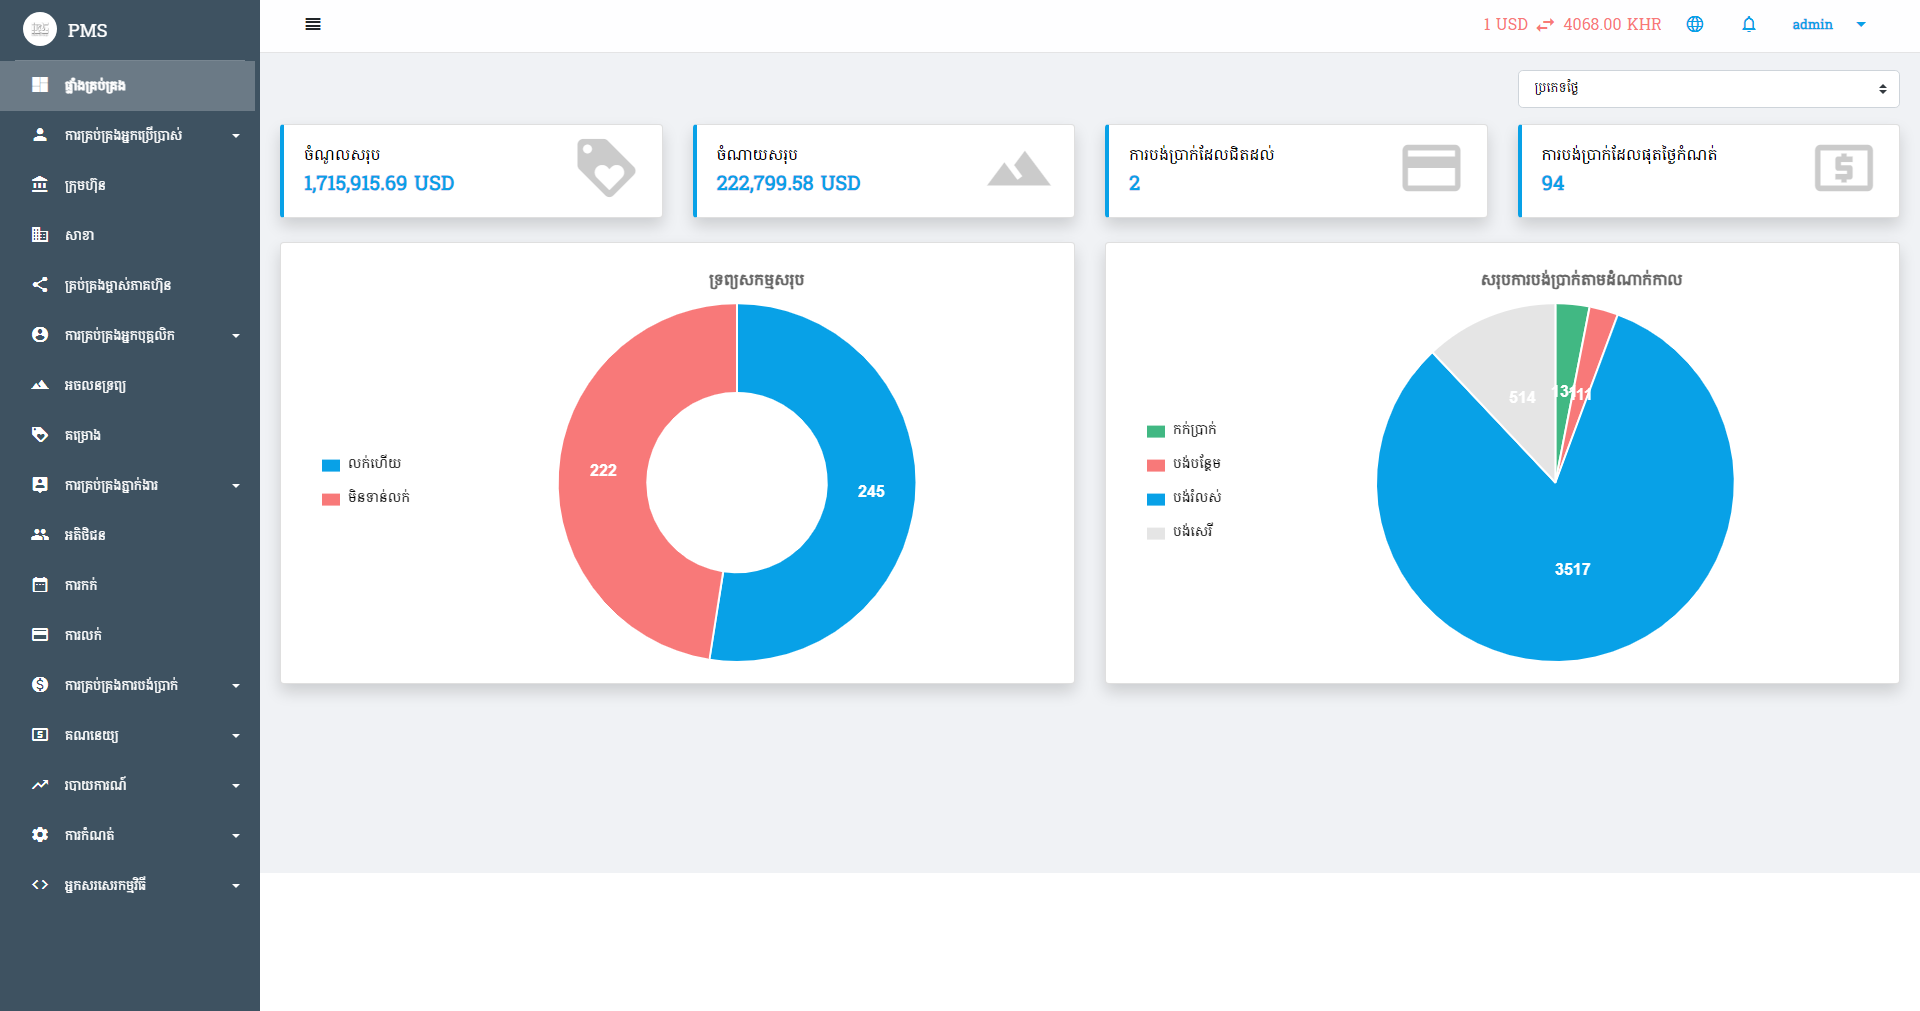 PMS
1 USD 4068.00 KHR
admin
ផ្ទាំងគ្រប់គ្រង
ការគ្រប់គ្រងអ្នកប្រើប្រាស់
ក្រុមហ៊ុន
សាខា
គ្រប់គ្រងម្ចាស់ភាគហ៊ុន
ការគ្រប់គ្រងអ្នកបុគ្គលិក
អចលនទ្រព្យ
គម្រោង
ការគ្រប់គ្រងភ្នាក់ងារ
អតិថិជន
ការកក់
ការលក់
ការគ្រប់គ្រងការបង់ប្រាក់
គណនេយ្យ
របាយការណ៍
ការកំណត់
អ្នកសរសេរកម្មវិធី
ប្រភេទថ្ងៃ
ចំណូលសរុប
1,715,915.69 USD
ចំណាយសរុប
222,799.58 USD
ការបង់ប្រាក់ដែលជិតដល់
2
ការបង់ប្រាក់ដែលផុតថ្ងៃកំណត់
94
ទ្រព្យសកម្មសរុប
លក់ហើយ
មិនទាន់លក់
222
245
សរុបការបង់ប្រាក់តាមដំណាក់កាល
កក់ប្រាក់
បង់បន្ថែម
បង់រំលស់
បង់សេរី
514
111
3517